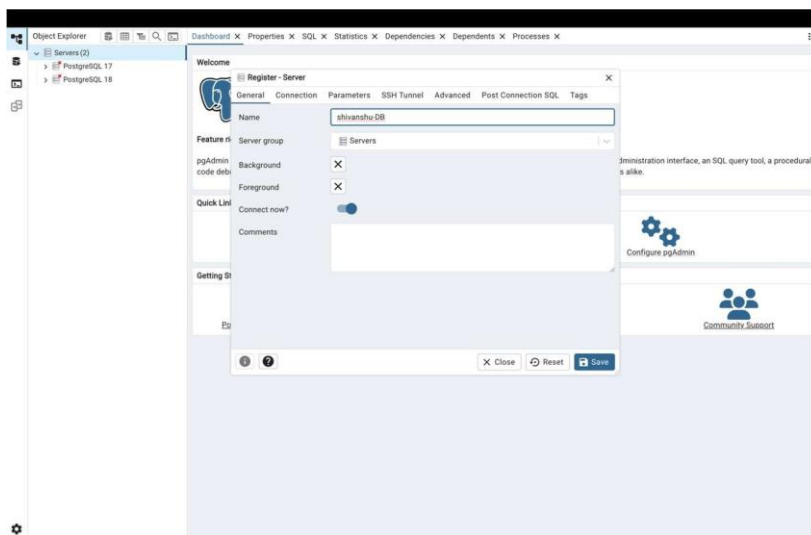 Object Explorer
Dashboard X Properties X SQL X Statistics X Dependencies X Dependents X Processes X
Servers (2)
PostgreSQL 17
PostgreSQL 18
Welcome
Register - Server
General Connection Parameters SSH Tunnel Advanced Post Connection SQL Tags
Name shivanshu-DB
Feature
Server group Servers
pgAdmin
dministration interface, an SQL query tool, a procedural
code
s alike.
Background
Foreground
Quick
Connect now?
Comments
Configure pgAdmin
Getting
Community Support
Close Reset Save